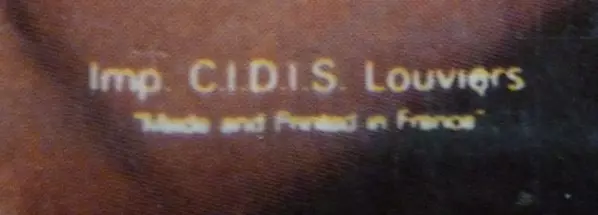 Imp. C.I.D.I.S. Louviers
"Made and Printed in France"